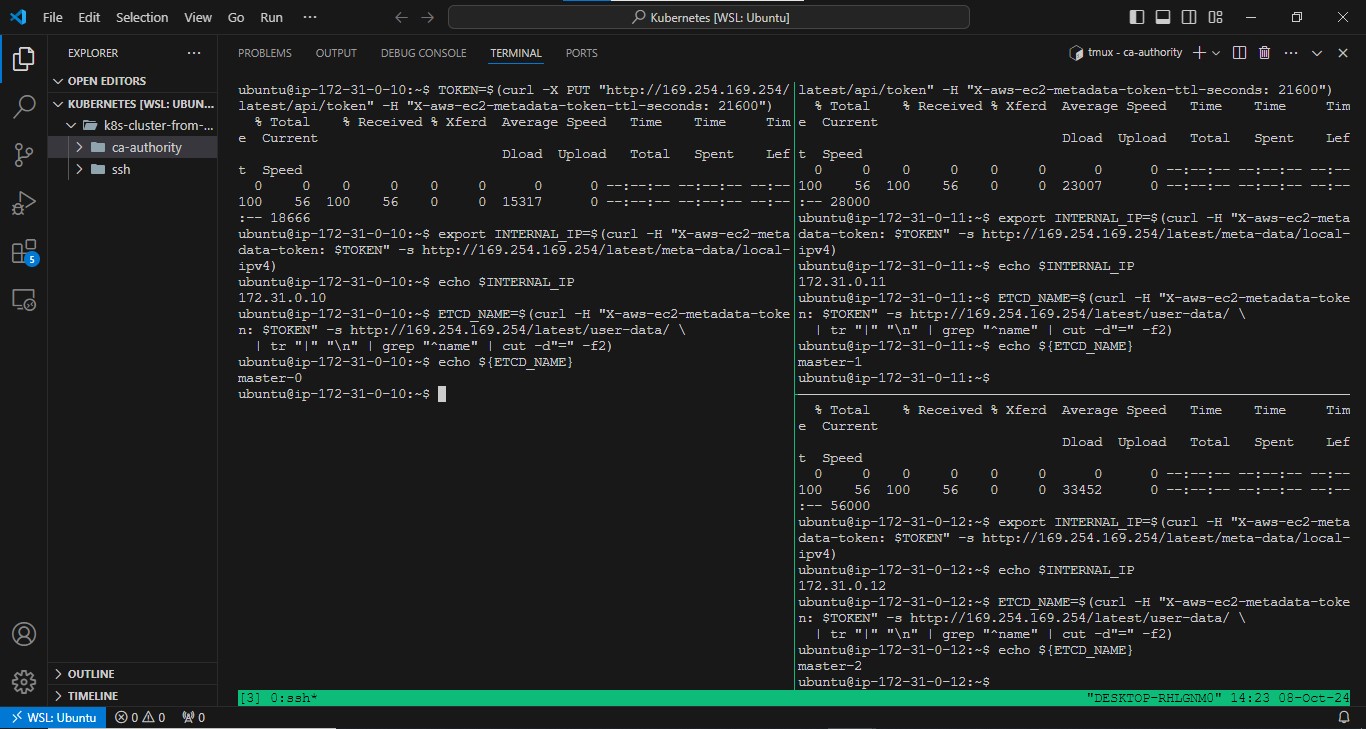 File Edit Selection View Go Run ···
Kubernetes [WSL: Ubuntu]
EXPLORER ···
OPEN EDITORS
KUBERNETES [WSL: UBUN...
k8s-cluster-from-...
ca-authority
ssh
OUTLINE
TIMELINE
5
PROBLEMS OUTPUT DEBUG CONSOLE TERMINAL PORTS
tmux - ca-authority
ubuntu@ip-172-31-0-10:~$ TOKEN=$(curl -X PUT "http://169.254.169.254/
latest/api/token" -H "X-aws-ec2-metadata-token-ttl-seconds: 21600")
  % Total    % Received % Xferd  Average Speed   Time    Time     Tim
e  Current
                                 Dload  Upload   Total   Spent    Lef
t  Speed
  0     0    0     0    0     0      0      0 --:--:-- --:--:-- --:--
100    56  100    56    0     0  15317      0 --:--:-- --:--:-- --:--
:-- 18666
ubuntu@ip-172-31-0-10:~$ export INTERNAL_IP=$(curl -H "X-aws-ec2-meta
data-token: $TOKEN" -s http://169.254.169.254/latest/meta-data/local-
ipv4)
ubuntu@ip-172-31-0-10:~$ echo $INTERNAL_IP
172.31.0.10
ubuntu@ip-172-31-0-10:~$ ETCD_NAME=$(curl -H "X-aws-ec2-metadata-toke
n: $TOKEN" -s http://169.254.169.254/latest/user-data/ \
  | tr "|" "\n" | grep "^name" | cut -d"=" -f2)
ubuntu@ip-172-31-0-10:~$ echo ${ETCD_NAME}
master-0
ubuntu@ip-172-31-0-10:~$
latest/api/token" -H "X-aws-ec2-metadata-token-ttl-seconds: 21600")
  % Total    % Received % Xferd  Average Speed   Time    Time     Tim
e  Current
                                 Dload  Upload   Total   Spent    Lef
t  Speed
  0     0    0     0    0     0      0      0 --:--:-- --:--:-- --:--
100    56  100    56    0     0  23007      0 --:--:-- --:--:-- --:--
:-- 28000
ubuntu@ip-172-31-0-11:~$ export INTERNAL_IP=$(curl -H "X-aws-ec2-meta
data-token: $TOKEN" -s http://169.254.169.254/latest/meta-data/local-
ipv4)
ubuntu@ip-172-31-0-11:~$ echo $INTERNAL_IP
172.31.0.11
ubuntu@ip-172-31-0-11:~$ ETCD_NAME=$(curl -H "X-aws-ec2-metadata-toke
n: $TOKEN" -s http://169.254.169.254/latest/user-data/ \
  | tr "|" "\n" | grep "^name" | cut -d"=" -f2)
ubuntu@ip-172-31-0-11:~$ echo ${ETCD_NAME}
master-1
ubuntu@ip-172-31-0-11:~$
  % Total    % Received % Xferd  Average Speed   Time    Time     Tim
e  Current
                                 Dload  Upload   Total   Spent    Lef
t  Speed
  0     0    0     0    0     0      0      0 --:--:-- --:--:-- --:--
100    56  100    56    0     0  33452      0 --:--:-- --:--:-- --:--
:-- 56000
ubuntu@ip-172-31-0-12:~$ export INTERNAL_IP=$(curl -H "X-aws-ec2-meta
data-token: $TOKEN" -s http://169.254.169.254/latest/meta-data/local-
ipv4)
ubuntu@ip-172-31-0-12:~$ echo $INTERNAL_IP
172.31.0.12
ubuntu@ip-172-31-0-12:~$ ETCD_NAME=$(curl -H "X-aws-ec2-metadata-toke
n: $TOKEN" -s http://169.254.169.254/latest/user-data/ \
  | tr "|" "\n" | grep "^name" | cut -d"=" -f2)
ubuntu@ip-172-31-0-12:~$ echo ${ETCD_NAME}
master-2
ubuntu@ip-172-31-0-12:~$
[3] 0:ssh* "DESKTOP-RHLGNM0" 14:23 08-Oct-24
WSL: Ubuntu 0 0 0